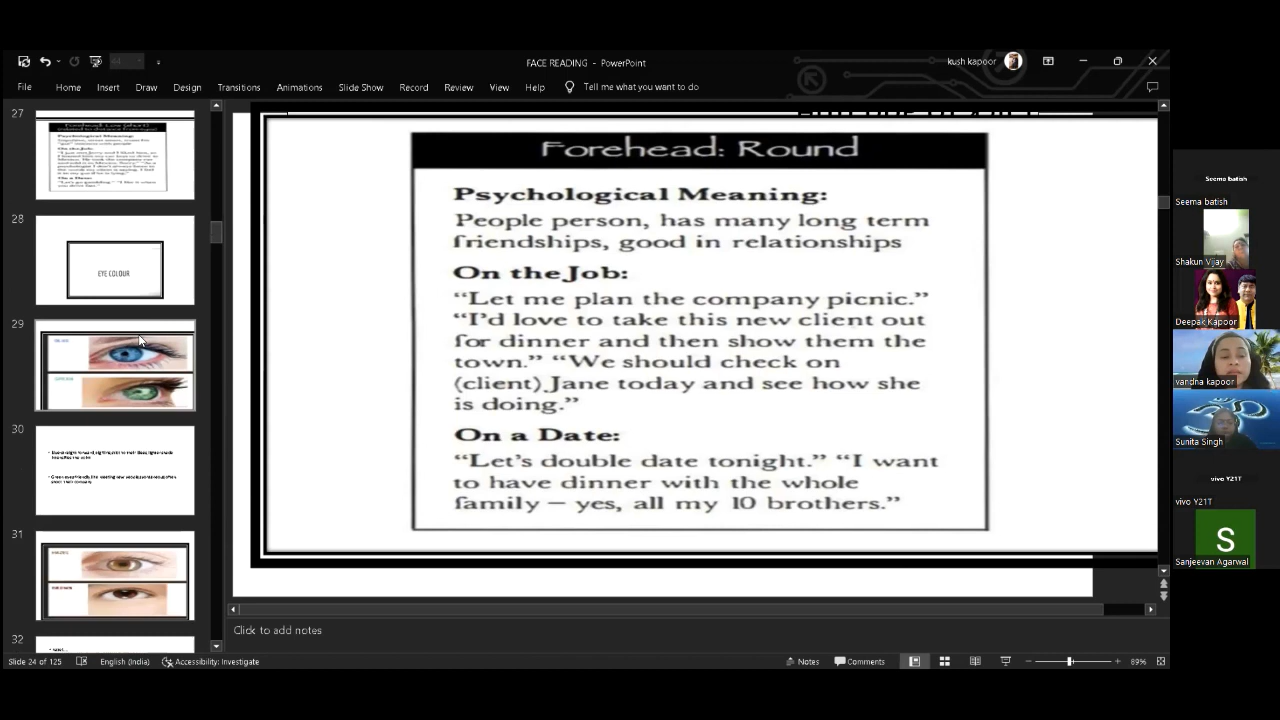 FACE READING - PowerPoint
kush kapoor
File Home Insert Draw Design Transitions Animations Slide Show Record Review View Help Tell me what you want to do
27
Psychological Meaning:
On the Job:
On a Date:
28
EYE COLOUR
29
30
31
32
Forehead: Round
Psychological Meaning:
People person, has many long term
friendships, good in relationships
On the Job:
“Let me plan the company picnic.”
“I’d love to take this new client out
for dinner and then show them the
town.” “We should check on
(client) Jane today and see how she
is doing.”
On a Date:
“Let’s double date tonight.” “I want
to have dinner with the whole
family – yes, all my 10 brothers.”
Click to add notes
Slide 24 of 125 English (India) Accessibility: Investigate Notes Comments 89%
Seema batish
Seema batish
Shakun Vijay
Deepak Kapoor
vandna kapoor
Sunita Singh
vivo Y21T
vivo Y21T
S
Sanjeevan Agarwal